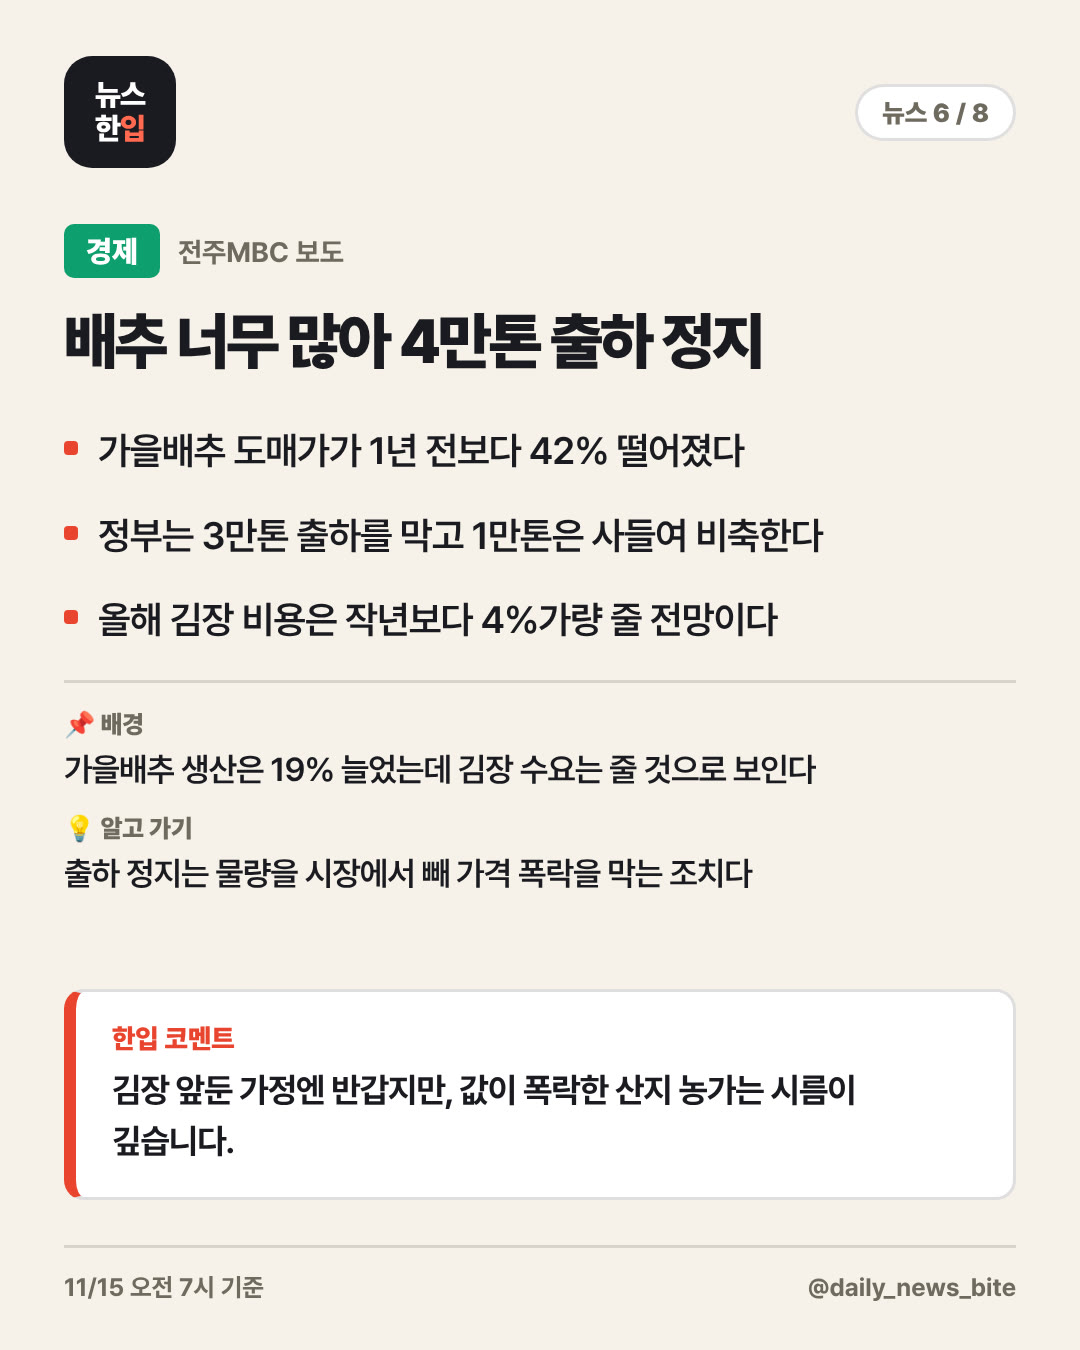 뉴스
한입
뉴스 6 / 8
경제
전주MBC 보도
배추 너무 많아 4만톤 출하 정지
가을배추 도매가가 1년 전보다 42% 떨어졌다
정부는 3만톤 출하를 막고 1만톤은 사들여 비축한다
올해 김장 비용은 작년보다 4%가량 줄 전망이다
📌 배경
가을배추 생산은 19% 늘었는데 김장 수요는 줄 것으로 보인다
💡 알고 가기
출하 정지는 물량을 시장에서 빼 가격 폭락을 막는 조치다
한입 코멘트
김장 앞둔 가정엔 반갑지만, 값이 폭락한 산지 농가는 시름이
깊습니다.
11/15 오전 7시 기준
@daily_news_bite